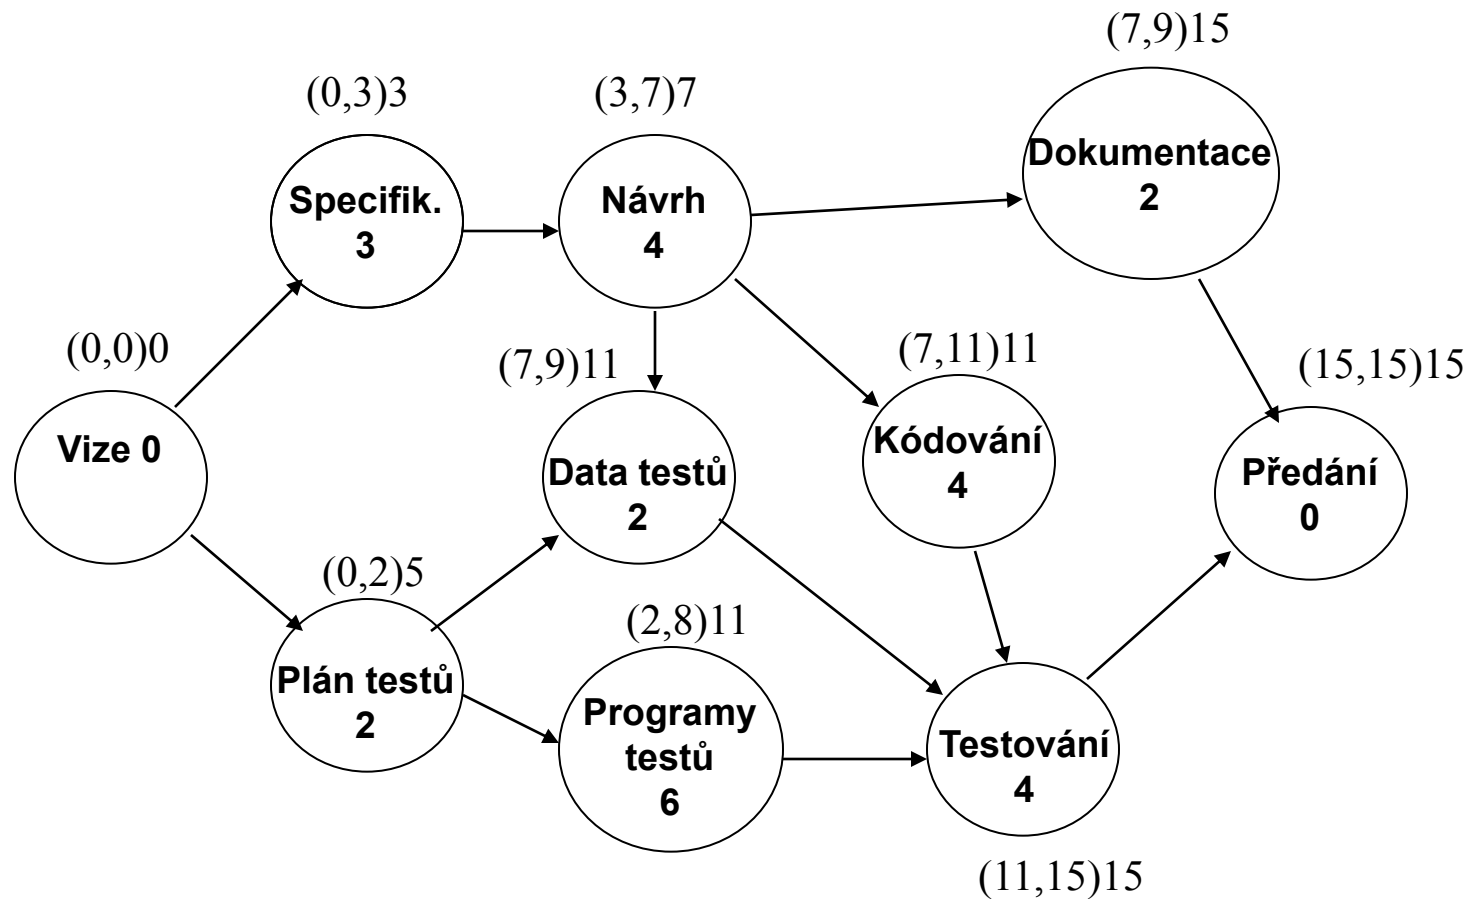 (7,9)15
(0,3)3
(3,7)7
Dokumentace
2
Specifik.
3
Návrh
4
(0,0)0
(7,9)11
(7,11)11
(15,15)15
Vize 0
Data testů
2
Kódování
4
Předání
0
(0,2)5
(2,8)11
Plán testů
2
Programy
testů
6
Testování
4
(11,15)15